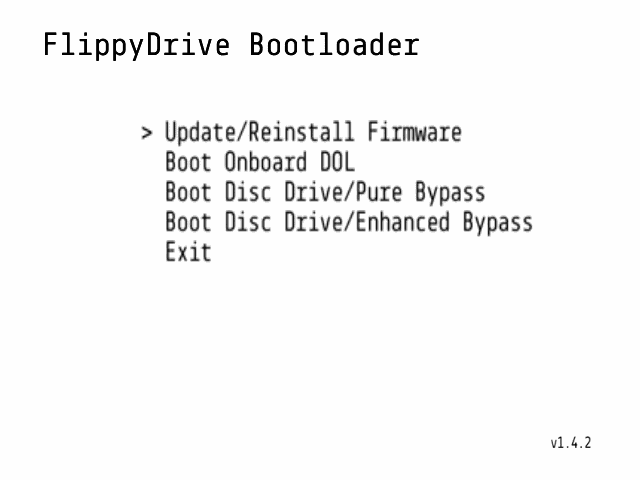 FlippyDrive Bootloader
> Update/Reinstall Firmware
Boot Onboard DOL
Boot Disc Drive/Pure Bypass
Boot Disc Drive/Enhanced Bypass
Exit
v1.4.2